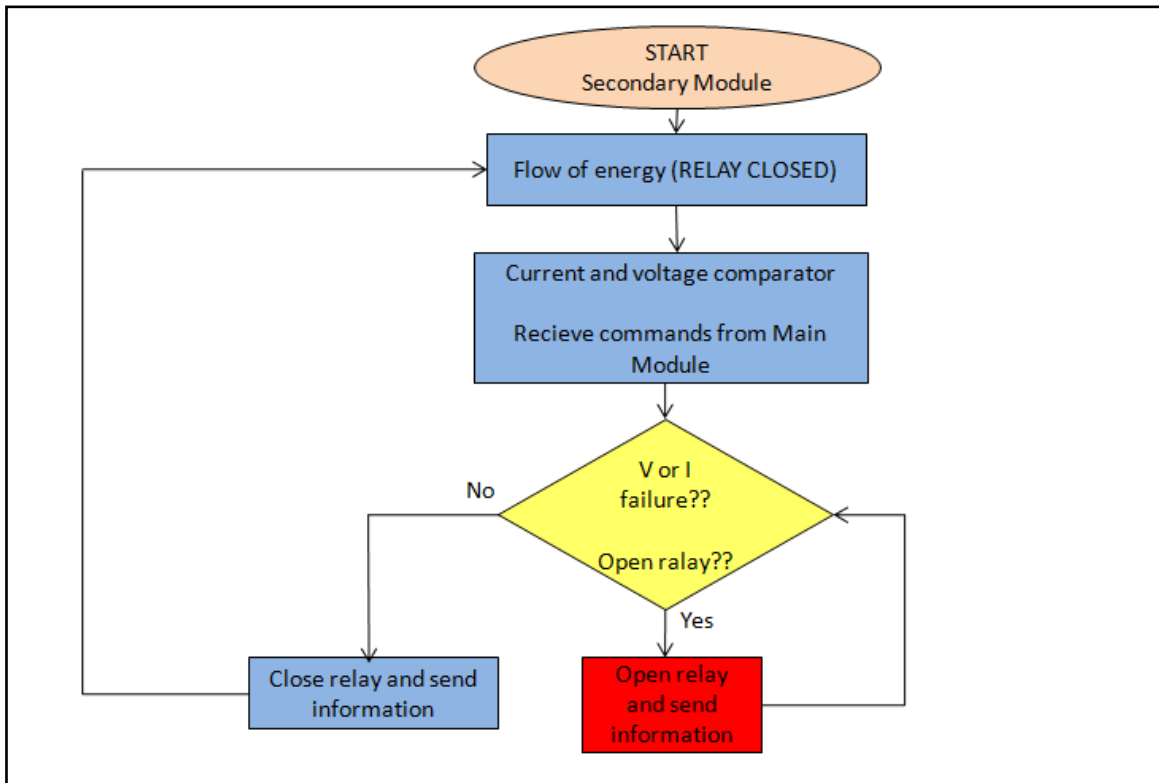 START
Secondary Module
Flow of energy (RELAY CLOSED)
Current and voltage comparator
Recieve commands from Main
Module
V or I
failure??
Open ralay??
No
Yes
Close relay and send
information
Open relay
and send
information